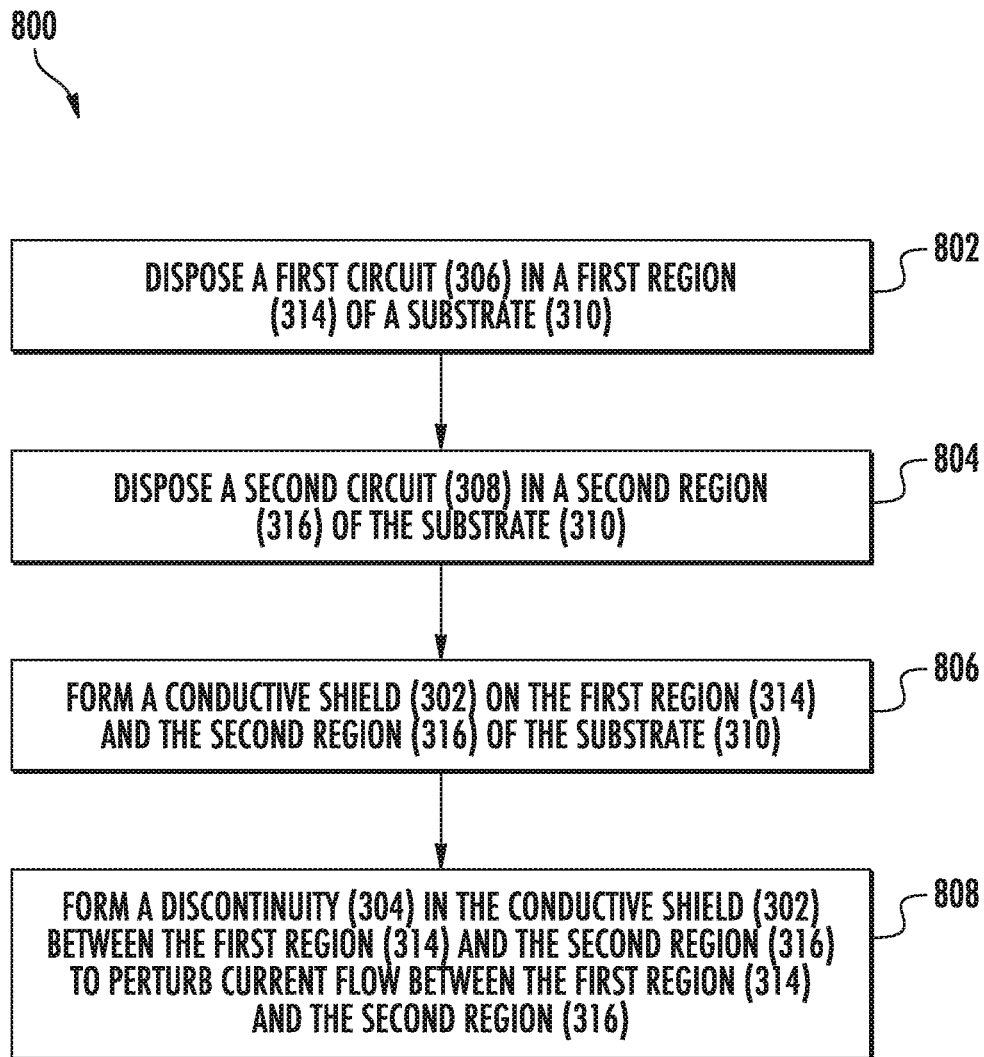 800
802
DISPOSE A FIRST CIRCUIT (306) IN A FIRST REGION
(314) OF A SUBSTRATE (310)
804
DISPOSE A SECOND CIRCUIT (308) IN A SECOND REGION
(316) OF THE SUBSTRATE (310)
806
FORM A CONDUCTIVE SHIELD (302) ON THE FIRST REGION (314)
AND THE SECOND REGION (316) OF THE SUBSTRATE (310)
808
FORM A DISCONTINUITY (304) IN THE CONDUCTIVE SHIELD (302)
BETWEEN THE FIRST REGION (314) AND THE SECOND REGION (316)
TO PERTURB CURRENT FLOW BETWEEN THE FIRST REGION (314)
AND THE SECOND REGION (316)